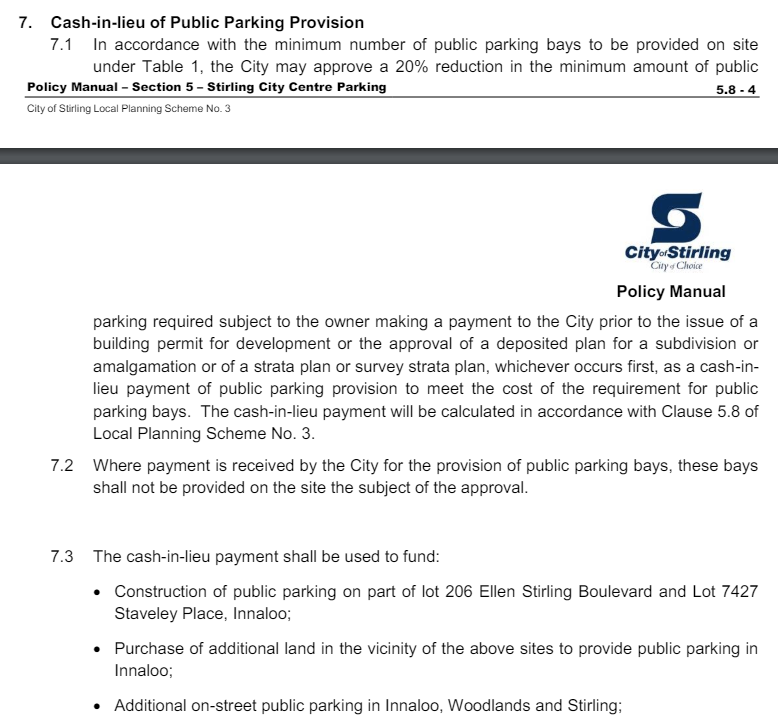 7. Cash-in-lieu of Public Parking Provision
7.1 In accordance with the minimum number of public parking bays to be provided on site
under Table 1, the City may approve a 20% reduction in the minimum amount of public
Policy Manual – Section 5 – Stirling City Centre Parking 5.8 - 4
City of Stirling Local Planning Scheme No. 3
City of Stirling
City of Choice
Policy Manual
parking required subject to the owner making a payment to the City prior to the issue of a
building permit for development or the approval of a deposited plan for a subdivision or
amalgamation or of a strata plan or survey strata plan, whichever occurs first, as a cash-in-
lieu payment of public parking provision to meet the cost of the requirement for public
parking bays. The cash-in-lieu payment will be calculated in accordance with Clause 5.8 of
Local Planning Scheme No. 3.
7.2 Where payment is received by the City for the provision of public parking bays, these bays
shall not be provided on the site the subject of the approval.
7.3 The cash-in-lieu payment shall be used to fund:
• Construction of public parking on part of lot 206 Ellen Stirling Boulevard and Lot 7427
Staveley Place, Innaloo;
• Purchase of additional land in the vicinity of the above sites to provide public parking in
Innaloo;
• Additional on-street public parking in Innaloo, Woodlands and Stirling;